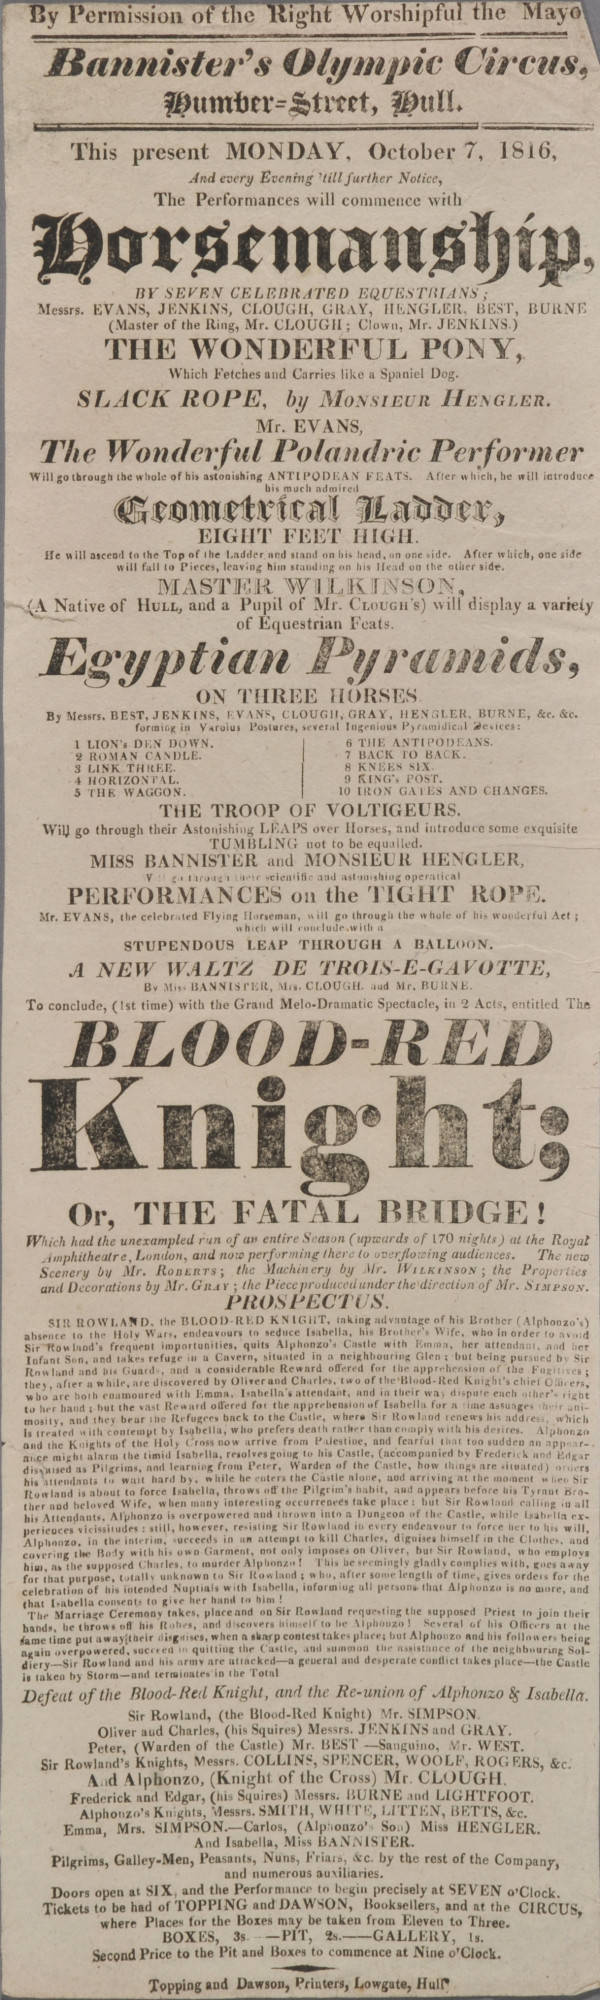 By Permission of the Right Worshipful the Mayo
Bannister's Olympic Circus,
Humber-Street, Hull.
This present MONDAY, October 7, 1816,
And every Evening 'till further Notice,
The Performances will commence with
Horsemanship,
BY SEVEN CELEBRATED EQUESTRIANS;
Messrs. EVANS, JENKINS, CLOUGH, GRAY, HENGLER, BEST, BURNE
(Master of the Ring, Mr. CLOUGH; Clown, Mr. JENKINS.)
THE WONDERFUL PONY,
Which Fetches and Carries like a Spaniel Dog.
SLACK ROPE, by MONSIEUR HENGLER.
Mr. EVANS,
The Wonderful Polandric Performer
Will go through the whole of his astonishing ANTIPODEAN FEATS. After which, he will introduce
his much admired
Geometrical Ladder,
EIGHT FEET HIGH.
He will ascend to the Top of the Ladder and stand on his head, on one side. After which, one side
will fall to Pieces, leaving him standing on his Head on the other side.
MASTER WILKINSON,
(A Native of HULL, and a Pupil of Mr. CLOUGH's) will display a variety
of Equestrian Feats.
Egyptian Pyramids,
ON THREE HORSES
By Messrs. BEST, JENKINS, EVANS, CLOUGH, GRAY, HENGLER, BURNE, &c. &c.
forming in Varoius Postures, several Ingenious Pyramidical Devices:
1 LION's DEN DOWN.
2 ROMAN CANDLE.
3 LINK THREE.
4 HORIZONTAL.
5 THE WAGGON.
6 THE ANTIPODEANS.
7 BACK TO BACK.
8 KNEES SIX.
9 KING's POST.
10 IRON GATES AND CHANGES.
THE TROOP OF VOLTIGEURS.
Will go through their Astonishing LEAPS over Horses, and introduce some exquisite
TUMBLING not to be equalled.
MISS BANNISTER and MONSIEUR HENGLER,
Will go through their scientific and astonishing operatical
PERFORMANCES on the TIGHT ROPE.
Mr. EVANS, the celebrated Flying Horseman, will go through the whole of his wonderful Act;
which will conclude with a
STUPENDOUS LEAP THROUGH A BALLOON.
A NEW WALTZ DE TROIS-E-GAVOTTE,
By Miss BANNISTER, Mrs. CLOUGH. and Mr. BURNE.
To conclude, (1st time) with the Grand Melo-Dramatic Spectacle, in 2 Acts, entitled The
BLOOD-RED
Knight;
Or, THE FATAL BRIDGE!
Which had the unexampled run of an entire Season (upwards of 170 nights) at the Royal
Amphitheatre, London, and now performing there to overflowing audiences. The new
Scenery by Mr. ROBERTS; the Machinery by Mr. WILKINSON; the Properties
and Decorations by Mr. GRAY; the Piece produced under the direction of Mr. SIMPSON.
PROSPECTUS.
SIR ROWLAND, the BLOOD-RED KNIGHT, taking advantage of his Brother (Alphonzo's)
absence to the Holy Wars, endeavours to seduce Isabella, his Brother's Wife, who in order to avoid
Sir Rowland's frequent importunities, quits Alphonzo's Castle with Emma, her attendant, and her
Infant Son, and takes refuge in a Cavern, situated in a neighbouring Glen; but being pursued by Sir
Rowland and his Guards, and a considerable Reward offered for the apprehension of the Fugitives;
they, after a while, are discovered by Oliver and Charles, two of the Blood-Red Knight's chief Officers,
who are both enamoured with Emma, Isabella's attendant, and in their way dispute each other's right
to her hand; but the vast Reward offered for the apprehension of Isabella for a time assuages their ani-
mosity, and they bear the Refugees back to the Castle, where Sir Rowland renews his address, which
Is treated with contempt by Isabella, who prefers death rather than comply with his desires. Alphonzo
and the Knights of the Holy Cross now arrive from Palestine, and fearful that too sudden an appear-
ance might alarm the timid Isabella, resolves going to his Castle, (accompanied by Frederick and Edgar
disguised as Pilgrims, and learning from Peter, Warden of the Castle, how things are situated) orders
his attendants to wait hard by, while he enters the Castle alone, and arriving at the moment when Sir
Rowland is about to force Isabella, throws off the Pilgrim's habit, and appears before his Tyrant Bro-
ther and beloved Wife, when many interesting occurrences take place: but Sir Rowland calling in all
his Attendants, Alphonzo is overpowered and thrown into a Dungeon of the Castle, while Isabella ex-
periences vicissitudes: still, however, resisting Sir Rowland in every endeavour to force her to his will,
Alphonzo, in the interim, succeeds in an attempt to kill Charles, diguises himself in the Clothes, and
covering the Body with his own Garment, not only imposes on Oliver, but Sir Rowland, who employs
him, as the supposed Charles, to murder Alphonzo! This he seemingly gladly complies with, goes away
for that purpose, totally unknown to Sir Rowland; who, after some length of time, gives orders for the
celebration of his intended Nuptials with Isabella, informing all persons that Alphonzo is no more, and
that Isabella consents to give her hand to him!
The Marriage Ceremony takes, place and on Sir Rowland requesting the supposed Priest to join their
hands, he throws off his Robes, and discovers himself to be Alphonzo! Several of his Officers at the
same time put away their disguises, when a sharp contest takes place; but Alphonzo and his followers being
again overpowered, succeed in quitting the Castle, and summon the assistance of the neighbouring Sol-
diery—Sir Rowland and his army are attacked—a general and desperate conflict takes place—the Castle
is taken by Storm—and terminates in the Total
Defeat of the Blood-Red Knight, and the Re-union of Alphonzo & Isabella.
Sir Rowland, (the Blood-Red Knight) Mr. SIMPSON.
Oliver and Charles, (his Squires) Messrs. JENKINS and GRAY.
Peter, (Warden of the Castle) Mr. BEST—Sanguino, Mr. WEST.
Sir Rowland's Knights, Messrs. COLLINS, SPENCER, WOOLF, ROGERS, &c.
And Alphonzo, (Knight of the Cross) Mr. CLOUGH.
Frederick and Edgar, (his Squires) Messrs. BURNE and LIGHTFOOT.
Alphonzo's Knights, Messrs. SMITH, WHITE, LITTEN, BETTS, &c.
Emma, Mrs. SIMPSON.—Carlos, (Alphonzo's Son) Miss HENGLER.
And Isabella, Miss BANNISTER.
Pilgrims, Galley-Men, Peasants, Nuns, Friars, &c. by the rest of the Company,
and numerous auxiliaries.
Doors open at SIX, and the Performance to begin precisely at SEVEN o'Clock.
Tickets to be had of TOPPING and DAWSON, Booksellers, and at the CIRCUS,
where Places for the Boxes may be taken from Eleven to Three.
BOXES, 3s.—PIT, 2s.—GALLERY, 1s.
Second Price to the Pit and Boxes to commence at Nine o'Clock.
Topping and Dawson, Printers, Lowgate, Hull